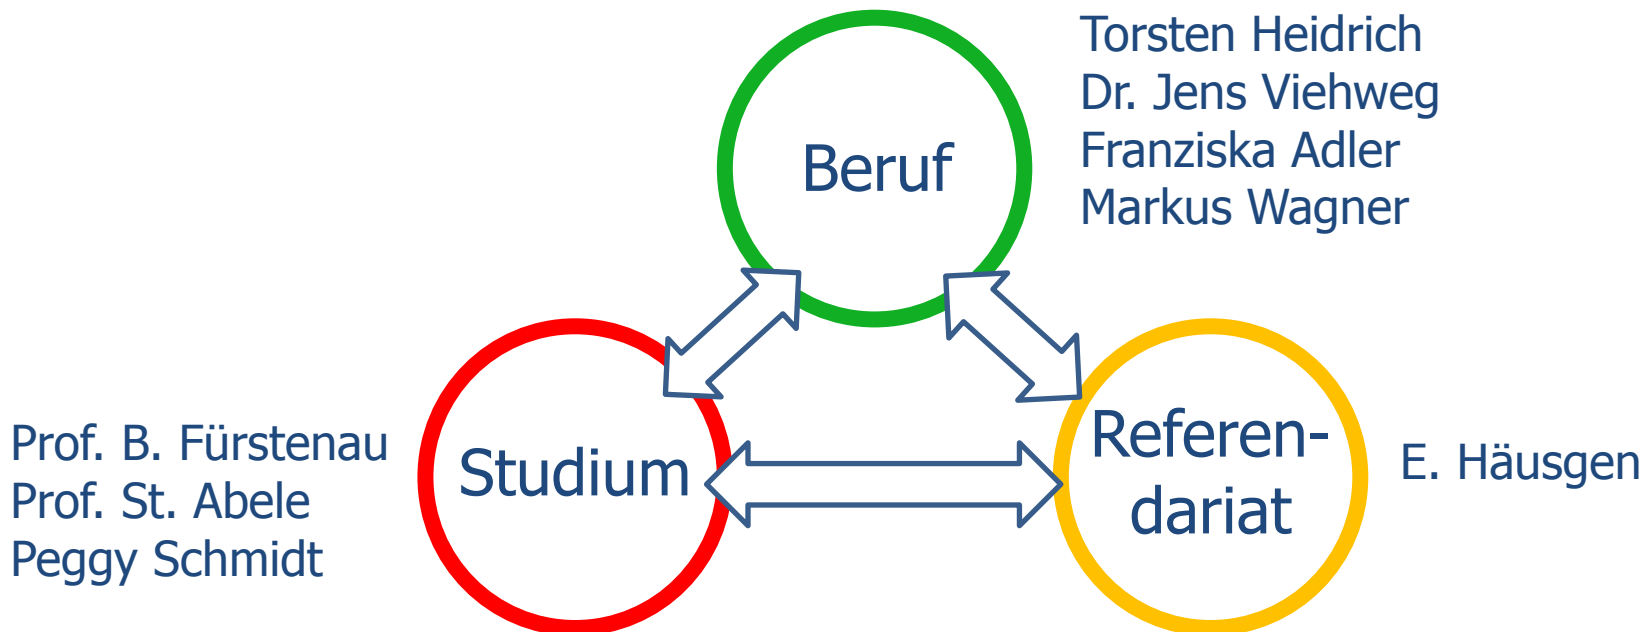 Torsten Heidrich
Dr. Jens Viehweg
Franziska Adler
Markus Wagner
Beruf
Prof. B. Fürstenau
Prof. St. Abele
Peggy Schmidt
Studium
Referen-
dariat
E. Häusgen